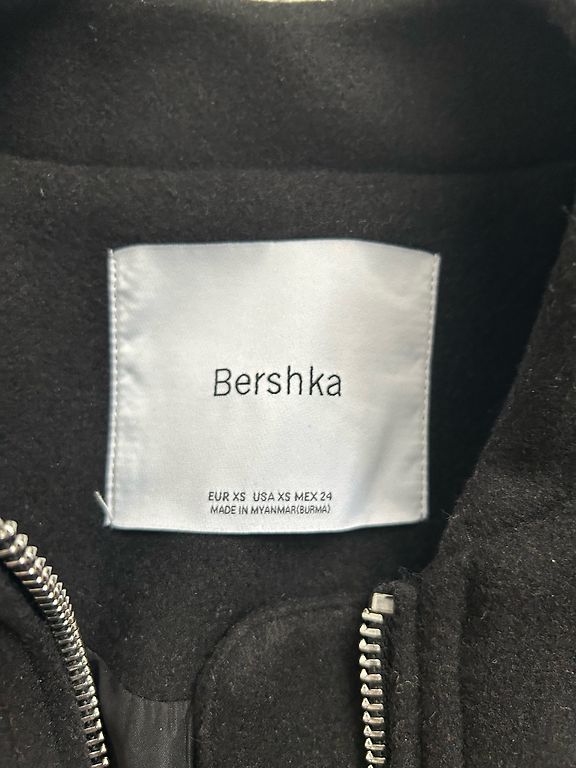 Bershka
EUR XS USA XS MEX 24
MADE IN MYANMAR(BURMA)